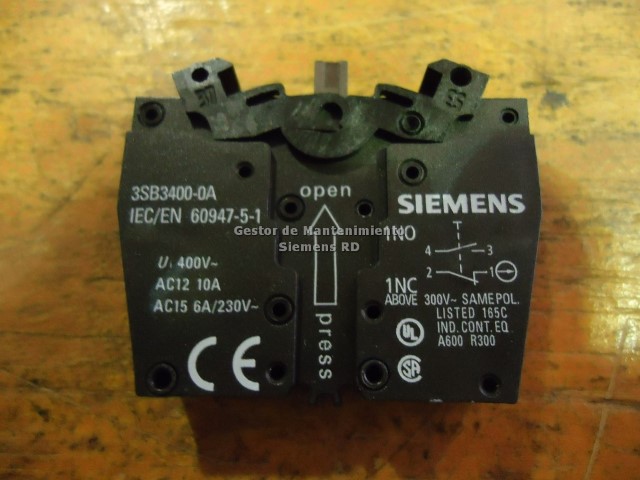 open
3SB3400-0A
IEC/EN 60947-5-1
Ui 400V~
AC12 10A
AC15 6A/230V~
CE
press
SIEMENS
1NO
4 3
2 1
1NC
ABOVE 300V~ SAME POL.
LISTED 165C
IND. CONT. EQ.
A600 R300
UL
SA
Gestor de Mantenimiento
Siemens RD